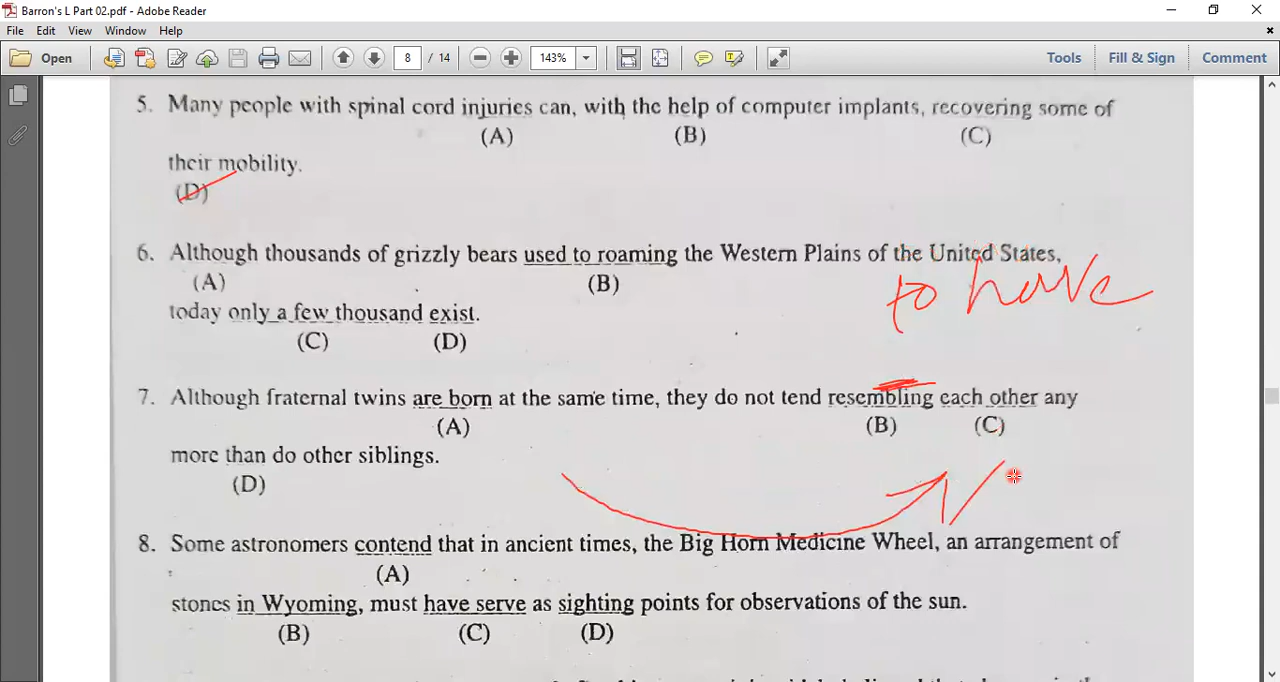 Barron's L Part 02.pdf - Adobe Reader
File Edit View Window Help
Open 8 / 14 143% Tools Fill & Sign Comment
5. Many people with spinal cord injuries can, with the help of computer implants, recovering some of
(A) (B) (C)
their mobility.
(D)
6. Although thousands of grizzly bears used to roaming the Western Plains of the United States,
(A) (B)
to have
today only a few thousand exist.
(C) (D)
7. Although fraternal twins are born at the same time, they do not tend resembling each other any
(A) (B) (C)
more than do other siblings.
(D)
8. Some astronomers contend that in ancient times, the Big Horn Medicine Wheel, an arrangement of
(A)
stones in Wyoming, must have serve as sighting points for observations of the sun.
(B) (C) (D)